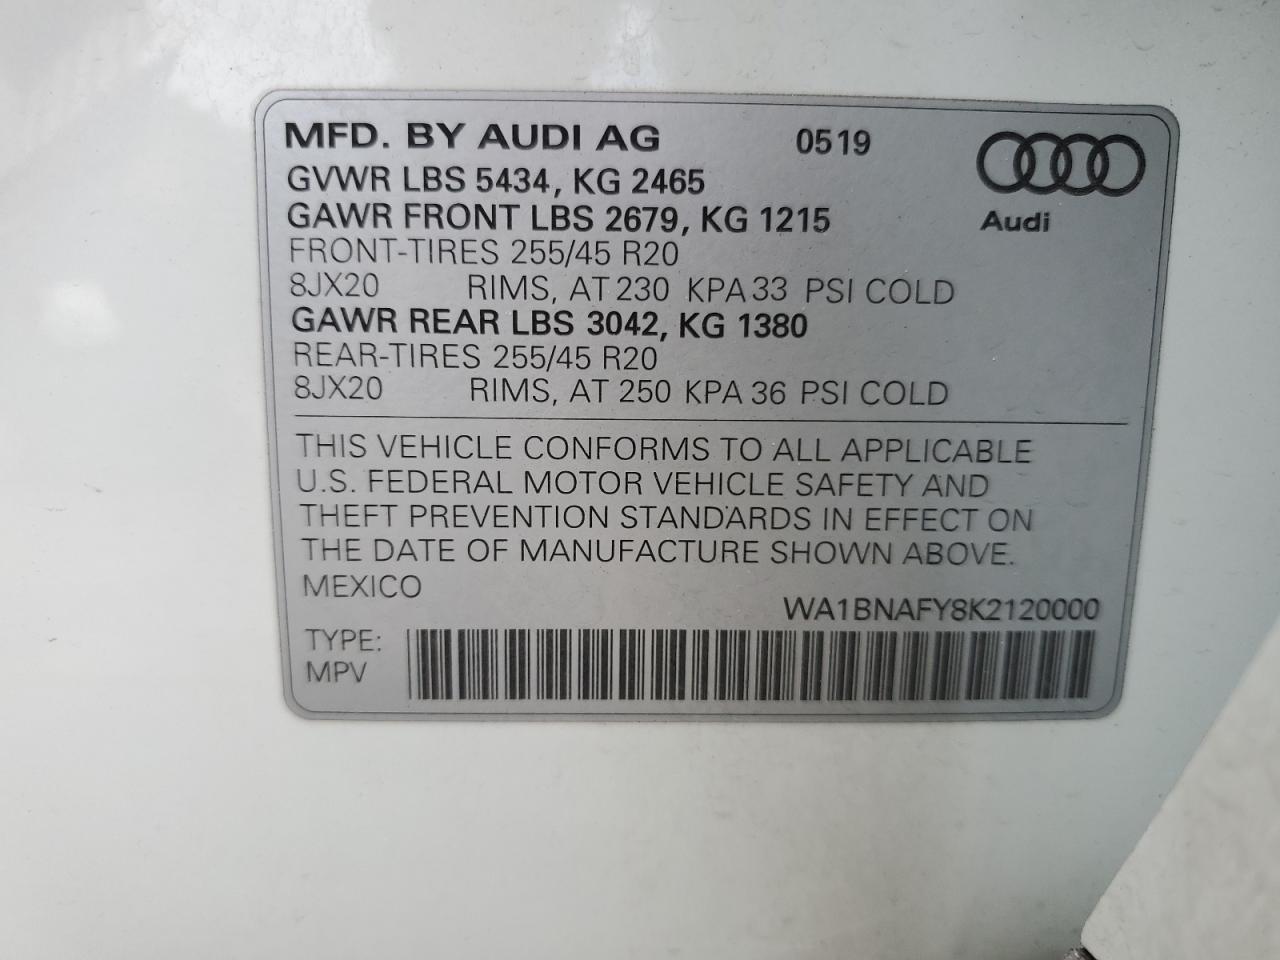 MFD. BY AUDI AG 0519
GVWR LBS 5434, KG 2465
GAWR FRONT LBS 2679, KG 1215
Audi
FRONT-TIRES 255/45 R20
8JX20 RIMS, AT 230 KPA 33 PSI COLD
GAWR REAR LBS 3042, KG 1380
REAR-TIRES 255/45 R20
8JX20 RIMS, AT 250 KPA 36 PSI COLD
THIS VEHICLE CONFORMS TO ALL APPLICABLE
U.S. FEDERAL MOTOR VEHICLE SAFETY AND
THEFT PREVENTION STANDARDS IN EFFECT ON
THE DATE OF MANUFACTURE SHOWN ABOVE.
MEXICO
WA1BNAFY8K2120000
TYPE:
MPV